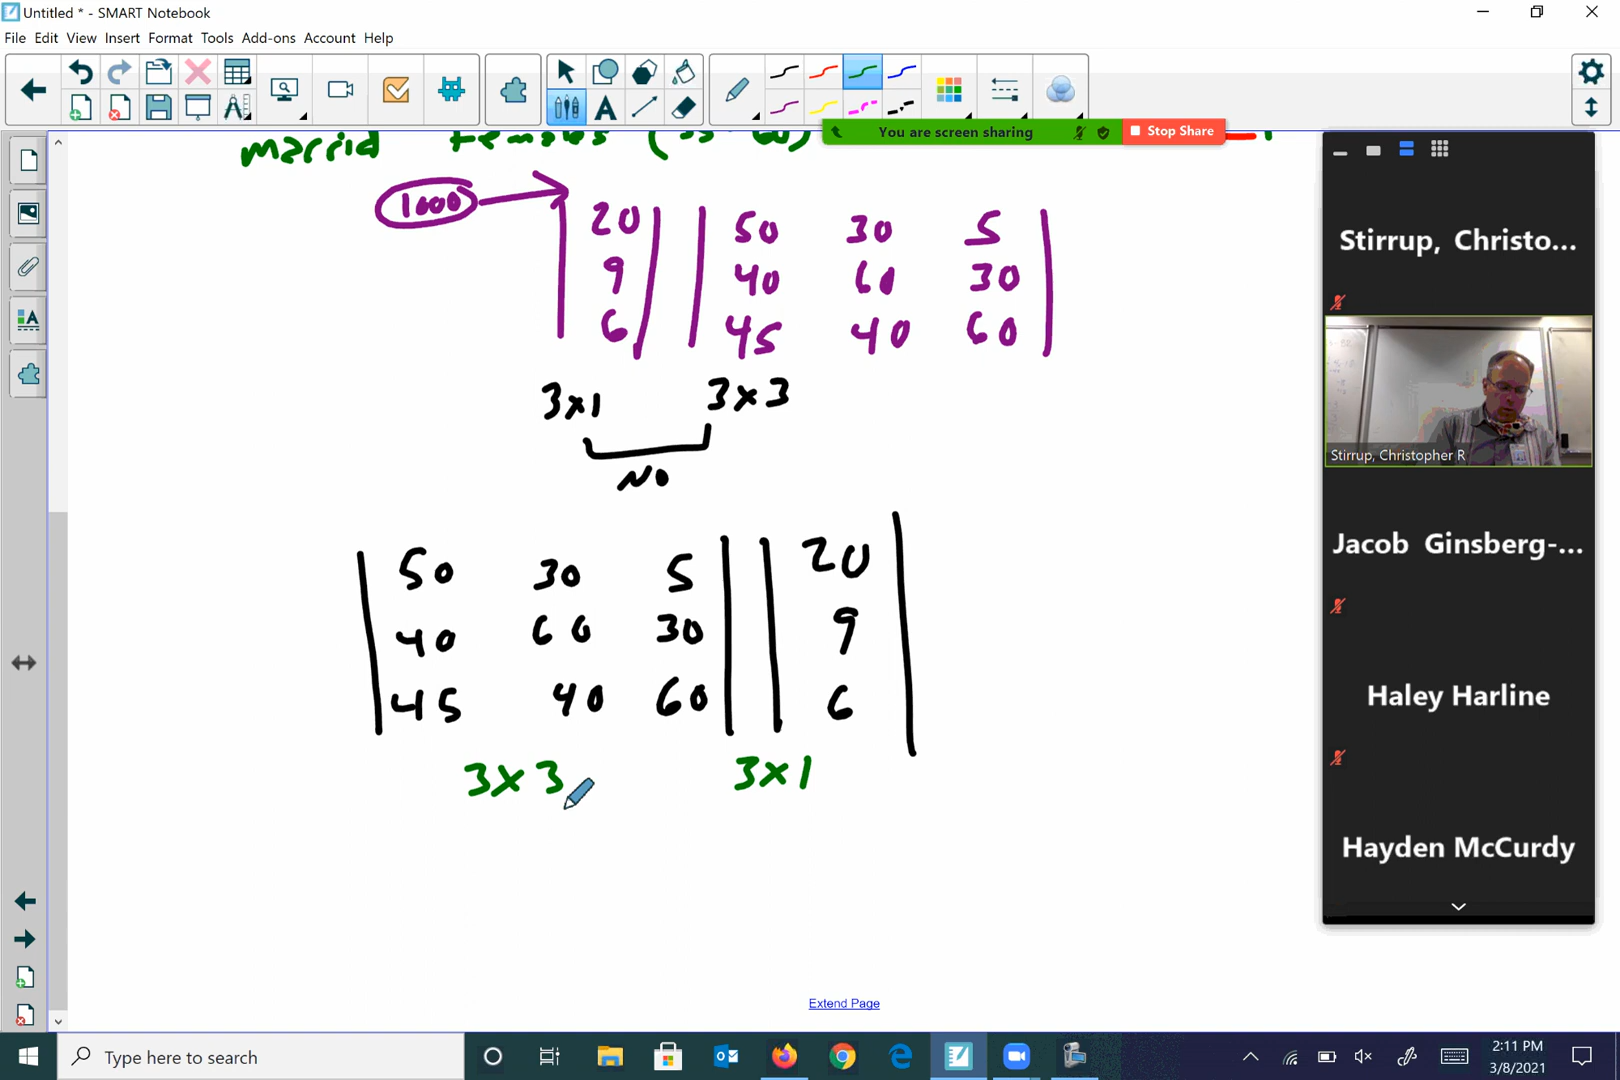 Untitled * - SMART Notebook
File Edit View Insert Format Tools Add-ons Account Help
You are screen sharing
Stop Share
marrid females (
1000
20 50 30 5
9 40 60 30
6 45 40 60
3x1 3x3
NO
50 30 5 20
40 60 30 9
45 40 60 6
3x3 3x1
Extend Page
Stirrup, Christo...
Stirrup, Christopher R
Jacob Ginsberg-...
Haley Harline
Hayden McCurdy
Type here to search
2:11 PM
3/8/2021